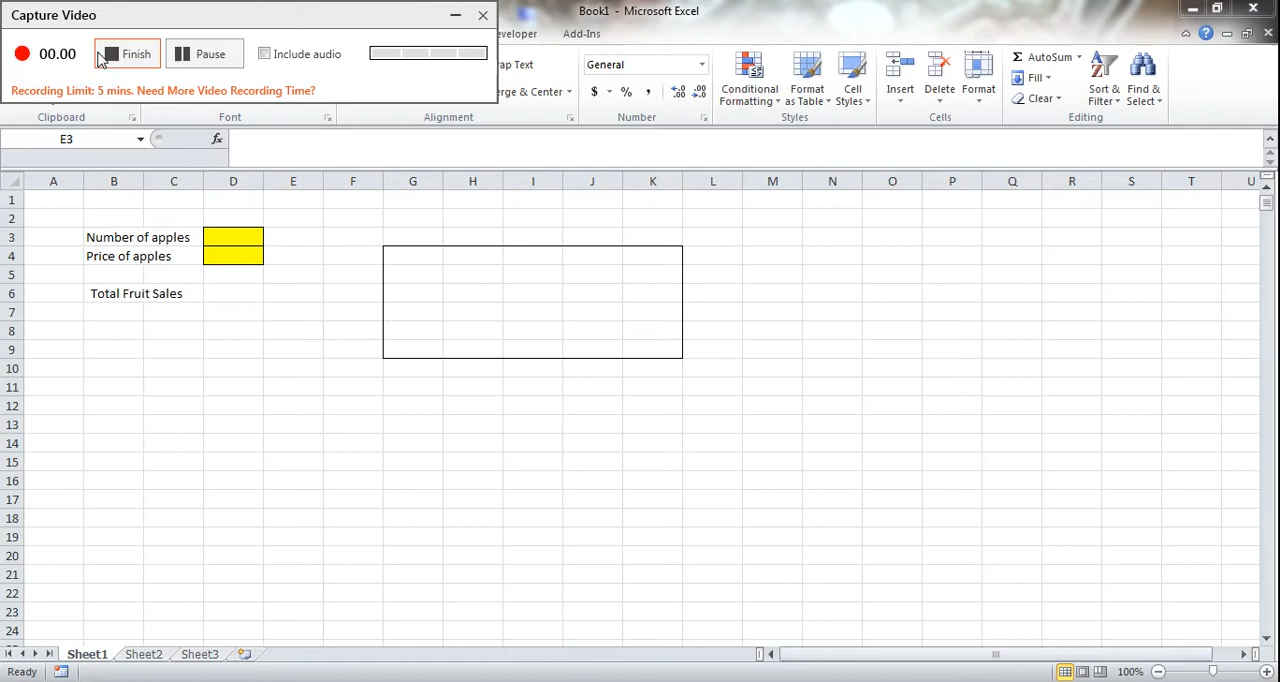 Capture Video
Book1 - Microsoft Excel
00.00
Finish
Pause
Include audio
Recording Limit: 5 mins. Need More Video Recording Time?
eveloper
Add-Ins
rap Text
erge & Center
General
$ % ,
.00
.00
Conditional Formatting
Format as Table
Cell Styles
Insert
Delete
Format
Σ AutoSum
Fill
Clear
Sort & Filter
Find & Select
Clipboard
Font
Alignment
Number
Styles
Cells
Editing
E3
fx
A B C D E F G H I J K L M N O P Q R S T U
1
2
3 Number of apples
4 Price of apples
5
6 Total Fruit Sales
7
8
9
10
11
12
13
14
15
16
17
18
19
20
21
22
23
24
Sheet1 Sheet2 Sheet3
Ready
100%